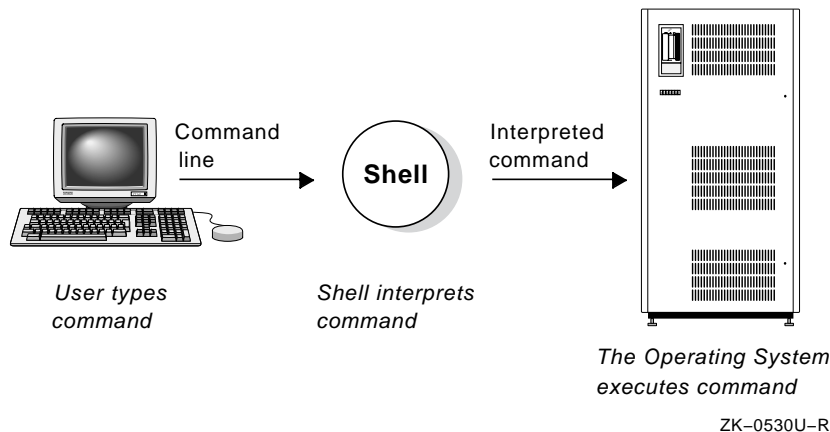 Command
line
Shell
Interpreted
command
User types
command
Shell interprets
command
The Operating System
executes command
ZK–0530U–R